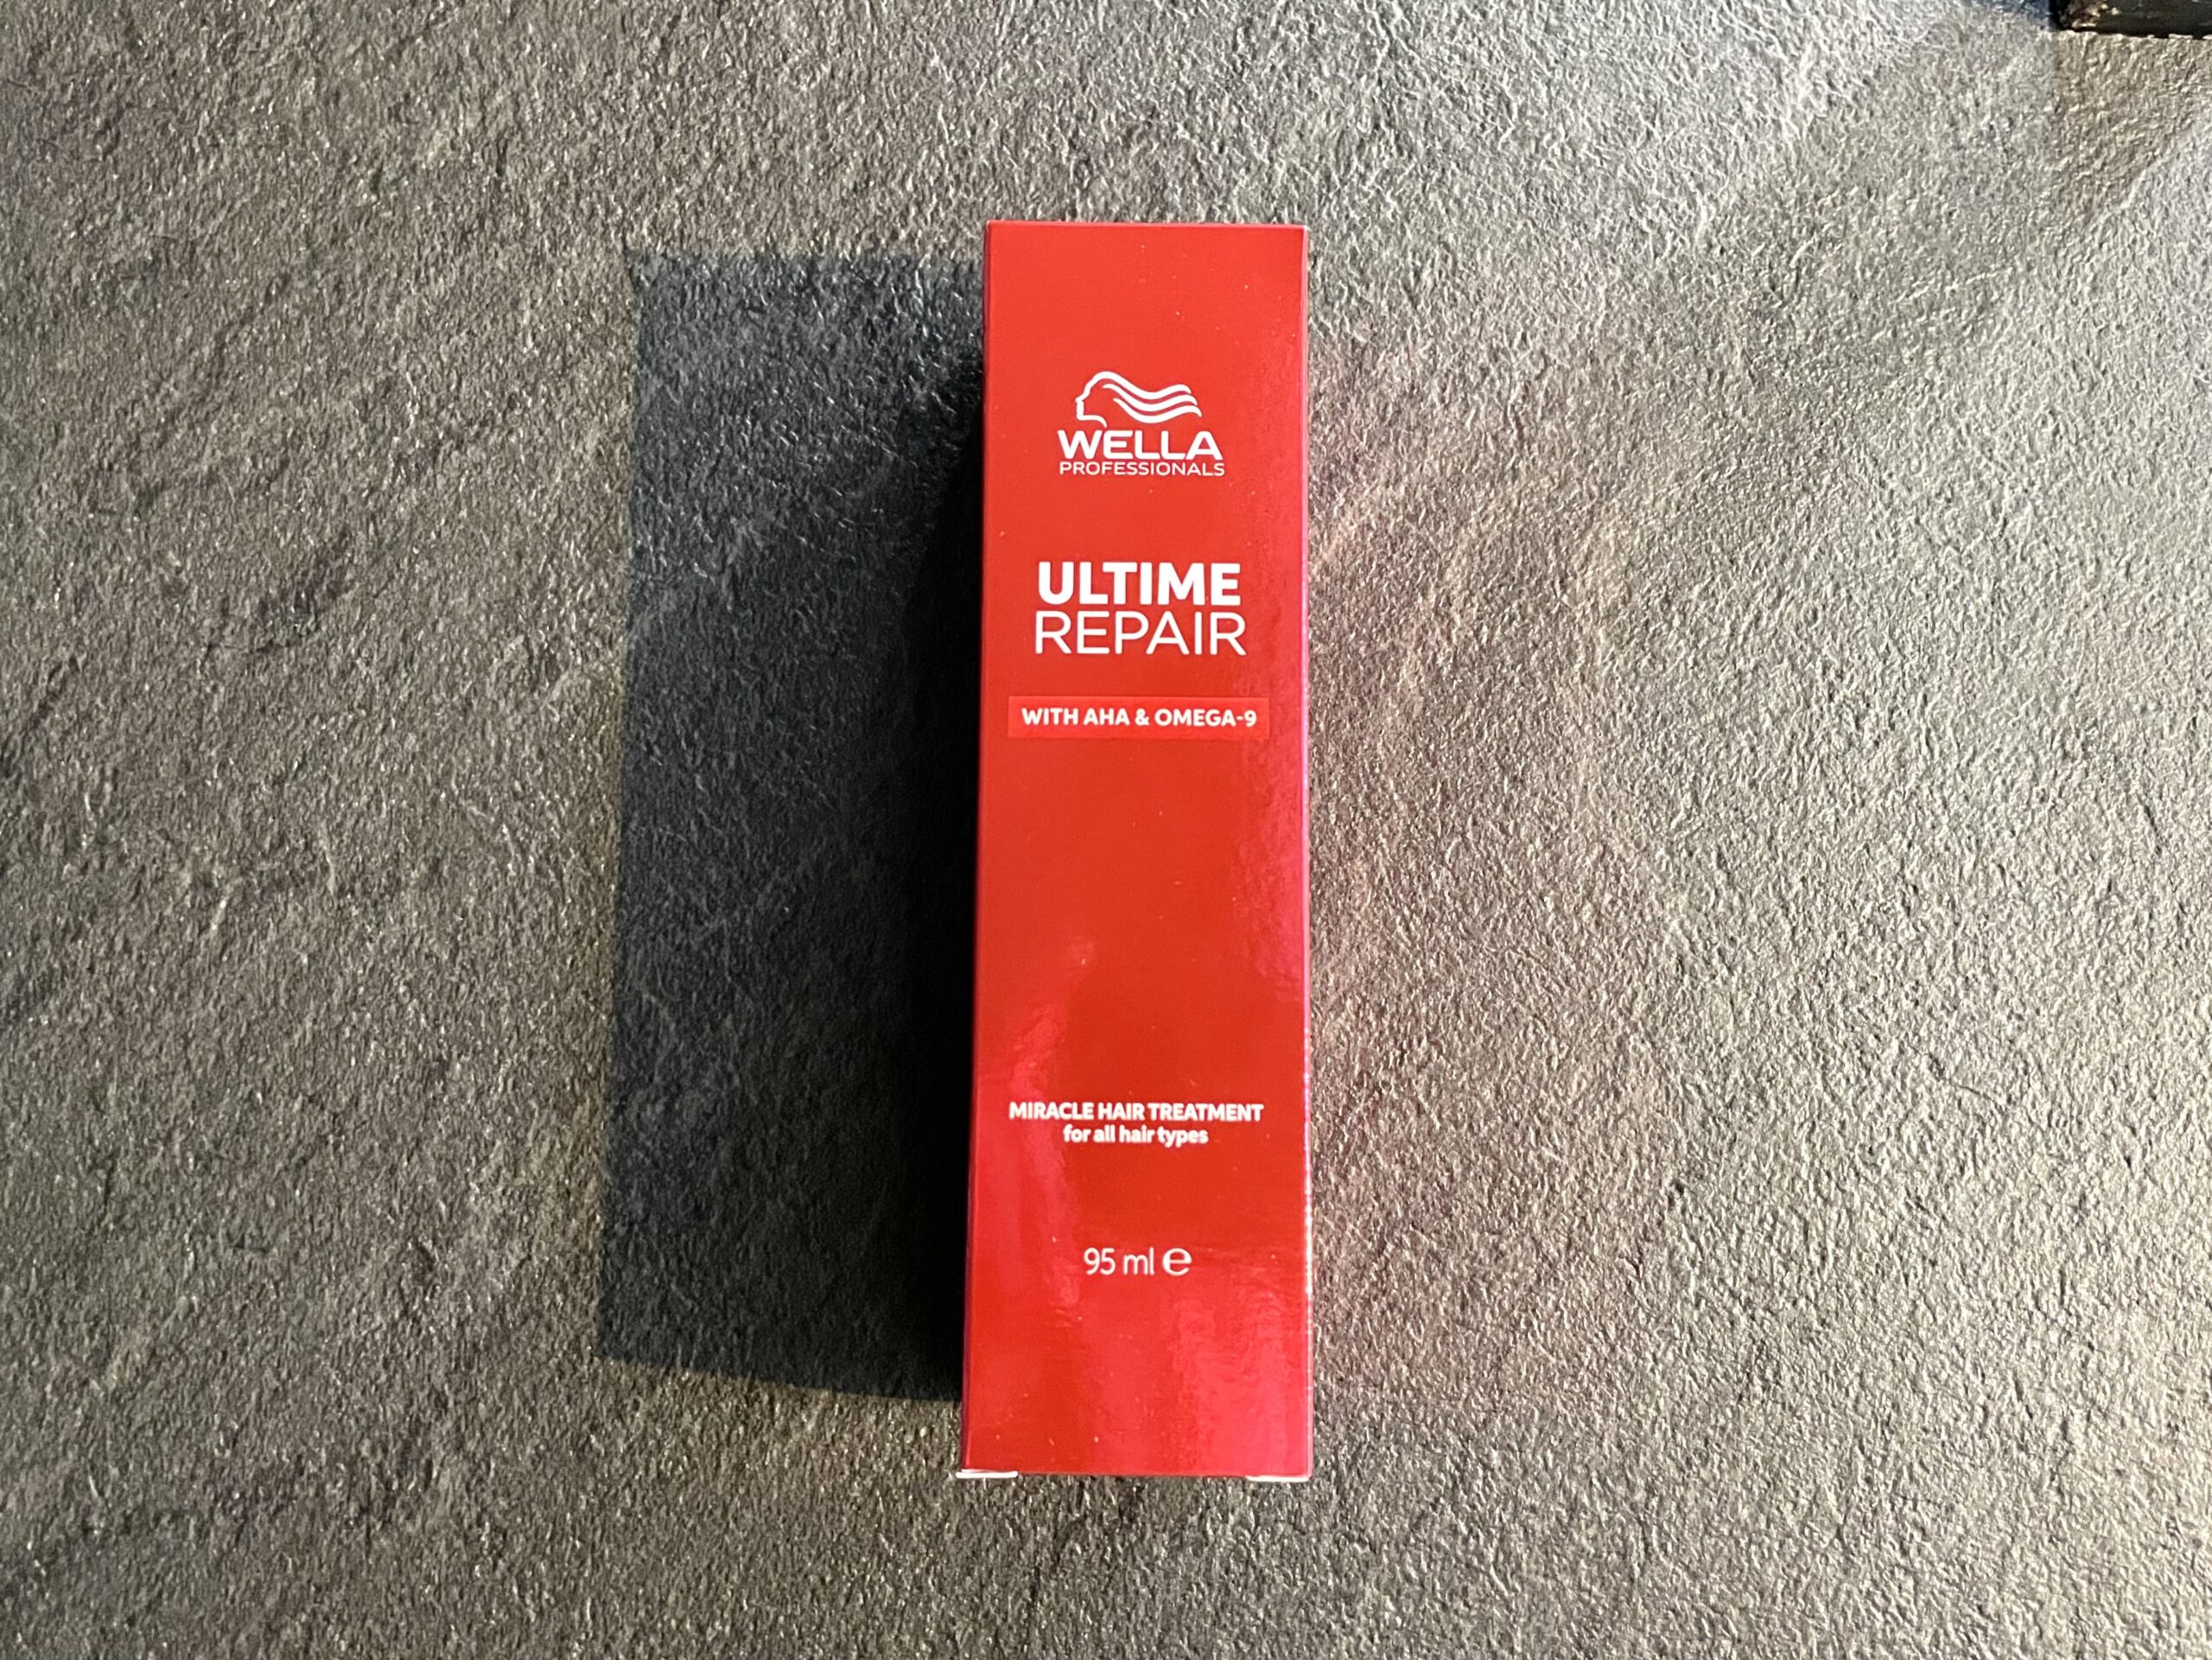 WELLA
PROFESSIONALS
ULTIME
REPAIR
WITH AHA & OMEGA-9
MIRACLE HAIR TREATMENT
for all hair types
95 ml ℮